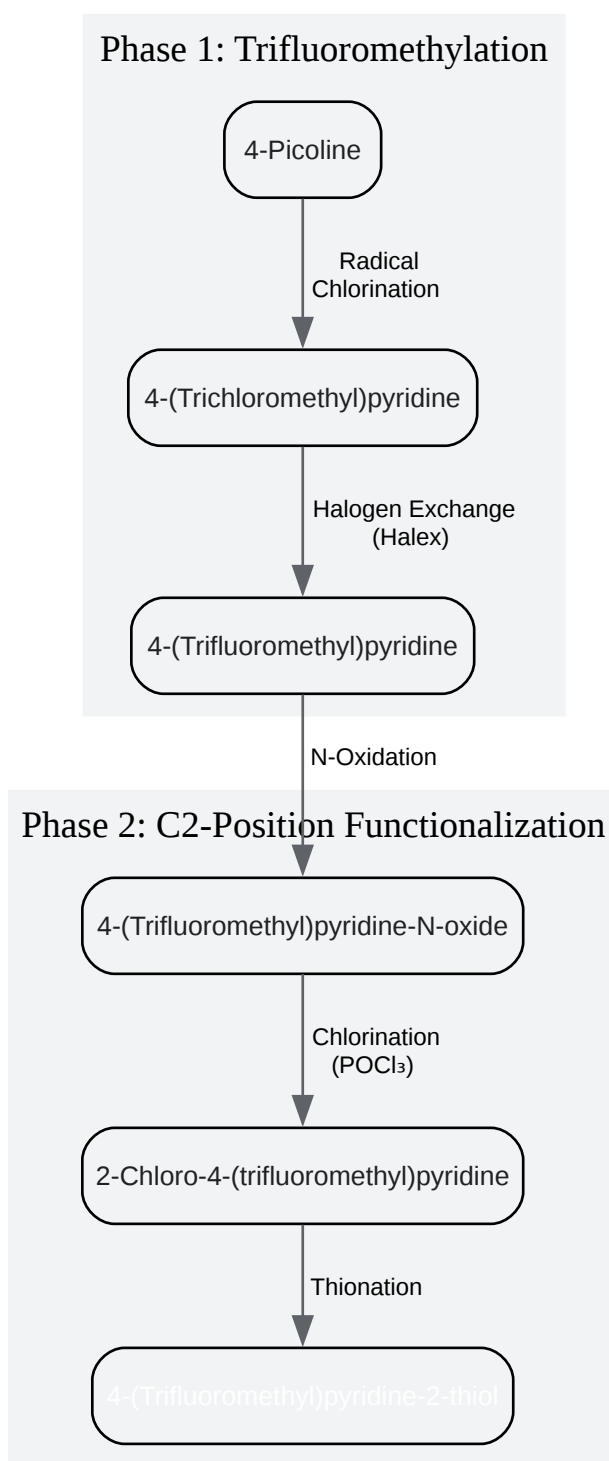 Phase 1: Trifluoromethylation
4-Picoline
Radical
Chlorination
4-(Trichloromethyl)pyridine
Halogen Exchange
(Halex)
4-(Trifluoromethyl)pyridine
N-Oxidation
Phase 2: C2-Position Functionalization
4-(Trifluoromethyl)pyridine-N-oxide
Chlorination
(POCl₃)
2-Chloro-4-(trifluoromethyl)pyridine
Thionation
4-(Trifluoromethyl)pyridine-2-thiol